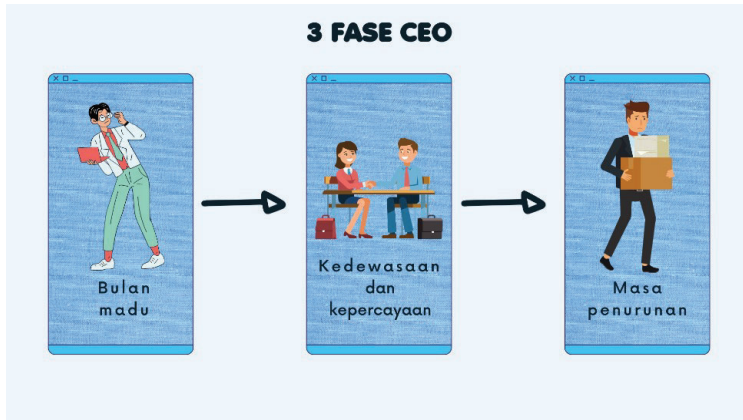 3 FASE CEO
Bulan
madu
Kedewasaan
dan
kepercayaan
Masa
penurunan